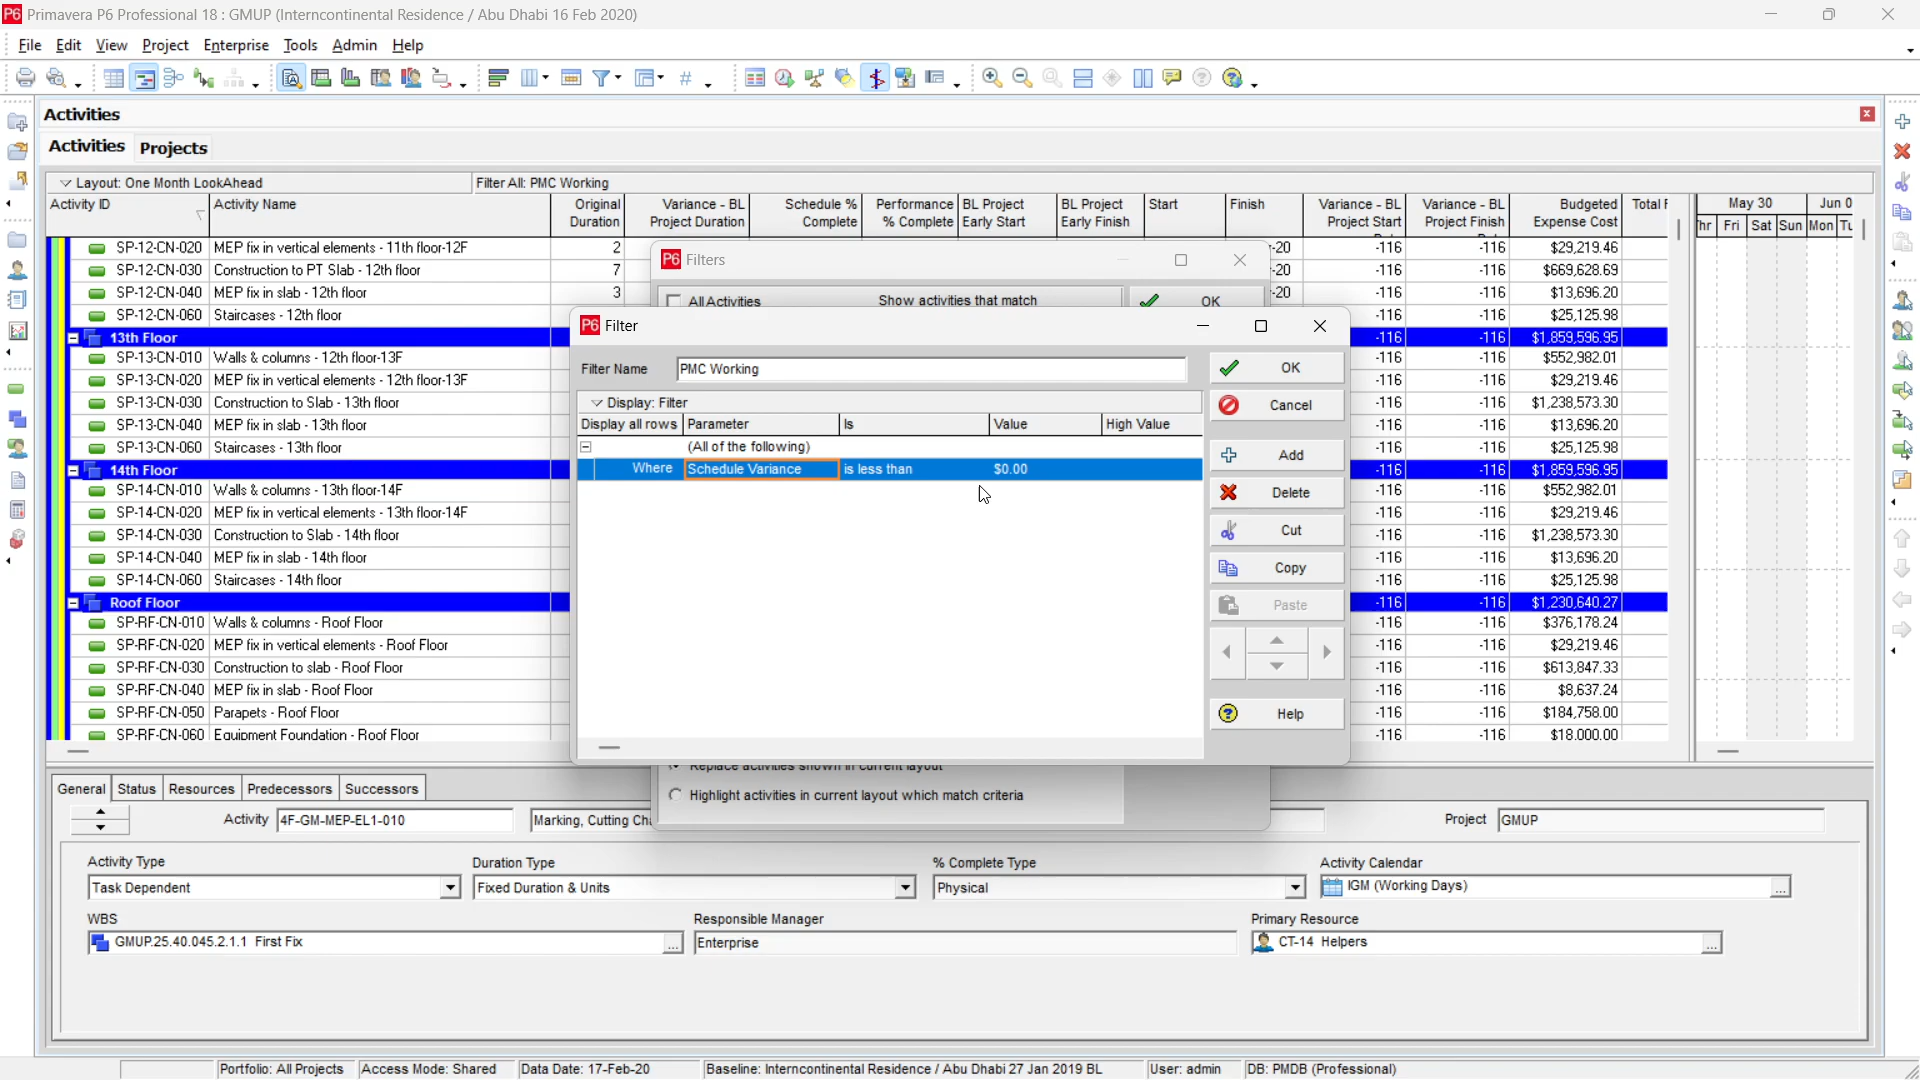 P6 Primavera P6 Professional 18 : GMUP (Interncontinental Residence / Abu Dhabi 16 Feb 2020)
File Edit View Project Enterprise Tools Admin Help
Activities
Activities Projects
Layout: One Month LookAhead Filter All: PMC Working
Activity ID Activity Name Original Duration Variance - BL Project Duration Schedule % Complete Performance % Complete BL Project Early Start BL Project Early Finish Start Finish Variance - BL Project Start Variance - BL Project Finish Budgeted Expense Cost Total F May 30 Jun 0
Fri Sat Sun Mon Tu
SP-12-CN-020 MEP fix in vertical elements - 11th floor-12F 2 -20 -116 -116 $29,219.46
SP-12-CN-030 Construction to PT Slab - 12th floor 7 -20 -116 -116 $669,628.69
SP-12-CN-040 MEP fix in slab - 12th floor 3 -20 -116 -116 $13,696.20
SP-12-CN-060 Staircases - 12th floor -116 -116 $25,125.98
13th Floor -116 -116 $1,859,596.95
SP-13-CN-010 Walls & columns - 12th floor-13F -116 -116 $552,982.01
SP-13-CN-020 MEP fix in vertical elements - 12th floor-13F -116 -116 $29,219.46
SP-13-CN-030 Construction to Slab - 13th floor -116 -116 $1,238,573.30
SP-13-CN-040 MEP fix in slab - 13th floor -116 -116 $13,696.20
SP-13-CN-060 Staircases - 13th floor -116 -116 $25,125.98
14th Floor -116 -116 $1,859,596.95
SP-14-CN-010 Walls & columns - 13th floor-14F -116 -116 $552,982.01
SP-14-CN-020 MEP fix in vertical elements - 13th floor-14F -116 -116 $29,219.46
SP-14-CN-030 Construction to Slab - 14th floor -116 -116 $1,238,573.30
SP-14-CN-040 MEP fix in slab - 14th floor -116 -116 $13,696.20
SP-14-CN-060 Staircases - 14th floor -116 -116 $25,125.98
Roof Floor -116 -116 $1,230,640.27
SP-RF-CN-010 Walls & columns - Roof Floor -116 -116 $376,178.24
SP-RF-CN-020 MEP fix in vertical elements - Roof Floor -116 -116 $29,219.46
SP-RF-CN-030 Construction to slab - Roof Floor -116 -116 $613,847.33
SP-RF-CN-040 MEP fix in slab - Roof Floor -116 -116 $8,637.24
SP-RF-CN-050 Parapets - Roof Floor -116 -116 $184,758.00
SP-RF-CN-060 Equipment Foundation - Roof Floor -116 -116 $18,000.00
P6 Filters
All Activities Show activities that match OK
P6 Filter
Filter Name PMC Working OK
Display: Filter Cancel
Display all rows Parameter Is Value High Value
(All of the following) Add
Where Schedule Variance is less than $0.00
Delete
Cut
Copy
Paste
Help
Replace activities shown in current layout
Highlight activities in current layout which match criteria
General Status Resources Predecessors Successors
Activity 4F-GM-MEP-EL1-010 Marking, Cutting Cha Project GMUP
Activity Type Duration Type % Complete Type Activity Calendar
Task Dependent Fixed Duration & Units Physical IGM (Working Days)
WBS Responsible Manager Primary Resource
GMUP.25.40.045.2.1.1 First Fix Enterprise CT-14 Helpers
Portfolio: All Projects Access Mode: Shared Data Date: 17-Feb-20 Baseline: Interncontinental Residence / Abu Dhabi 27 Jan 2019 BL User: admin DB: PMDB (Professional)